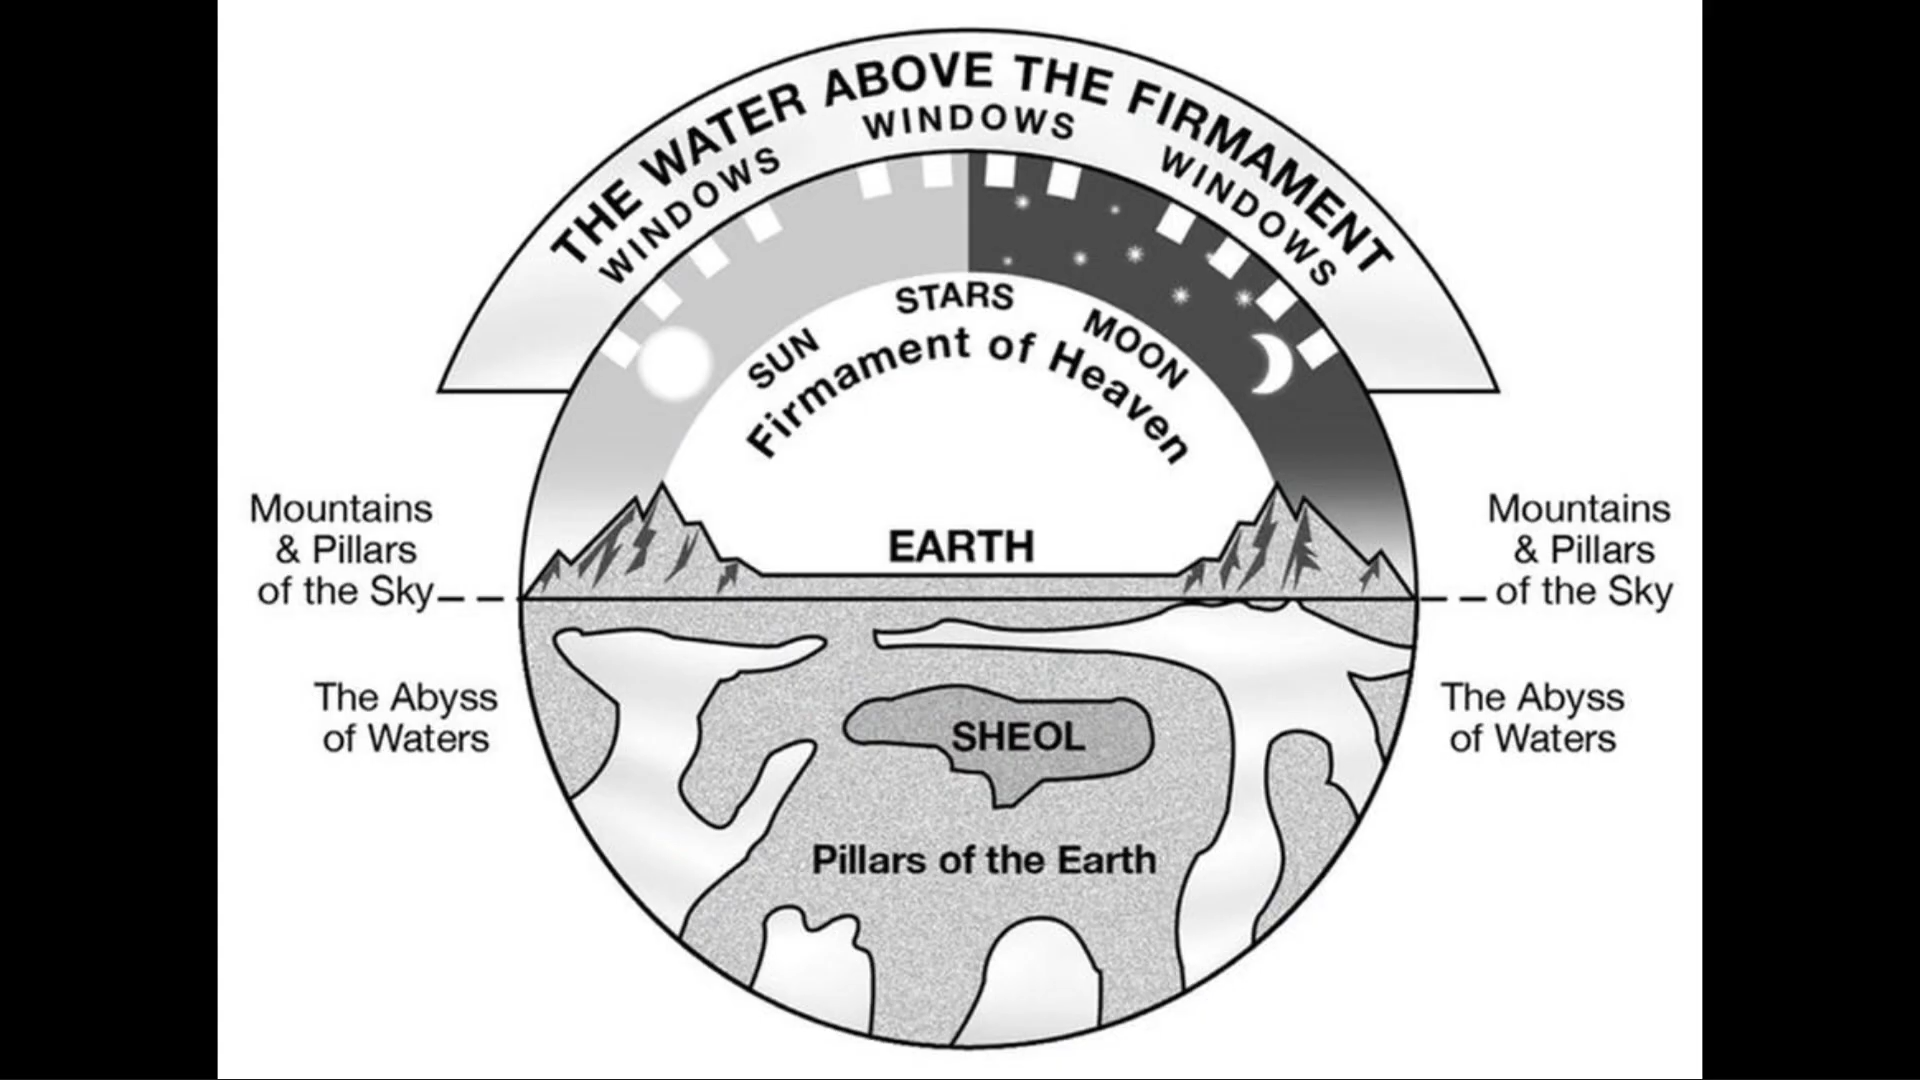 THE WATER ABOVE THE FIRMAMENT
WINDOWS
WINDOWS
WINDOWS
SUN
STARS
MOON
Firmament of Heaven
Mountains
& Pillars
of the Sky
EARTH
Mountains
& Pillars
of the Sky
The Abyss
of Waters
SHEOL
The Abyss
of Waters
Pillars of the Earth